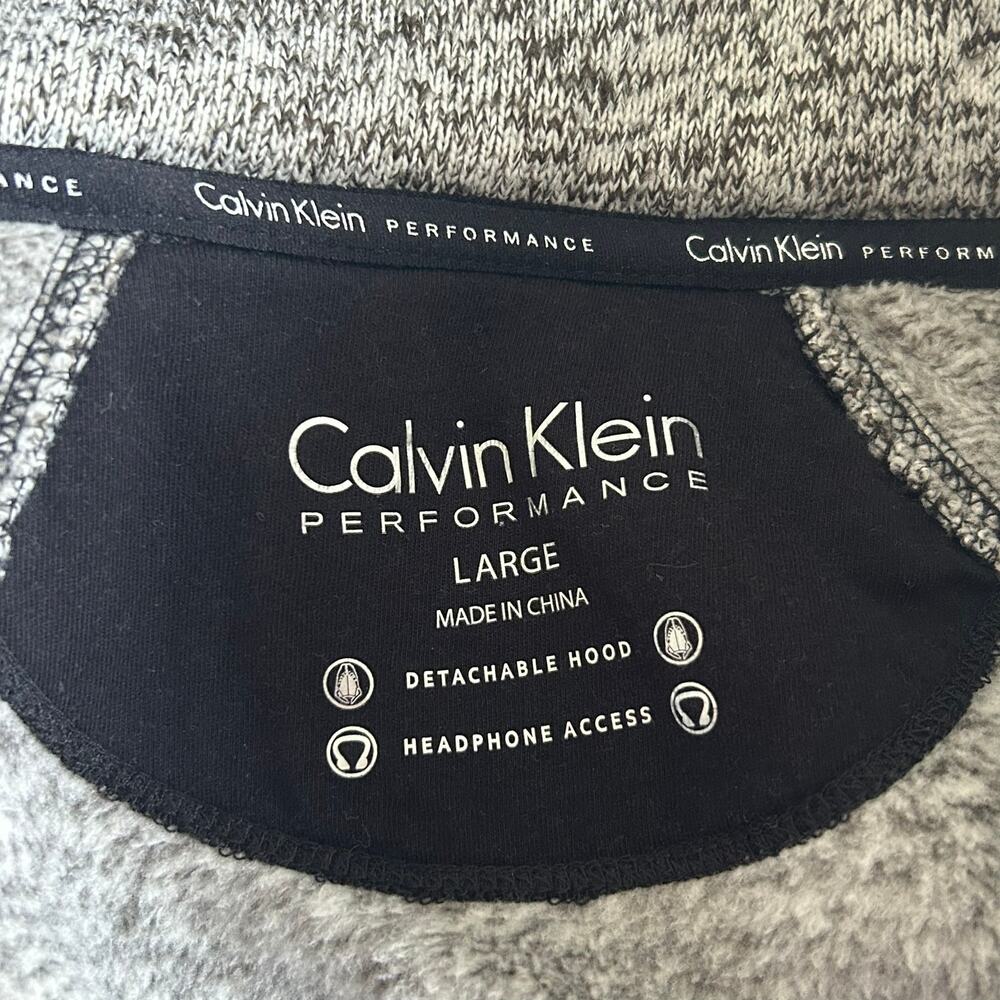 ANCE Calvin Klein PERFORMANCE Calvin Klein PERFORM
Calvin Klein
PERFORMANCE
LARGE
MADE IN CHINA
DETACHABLE HOOD
HEADPHONE ACCESS